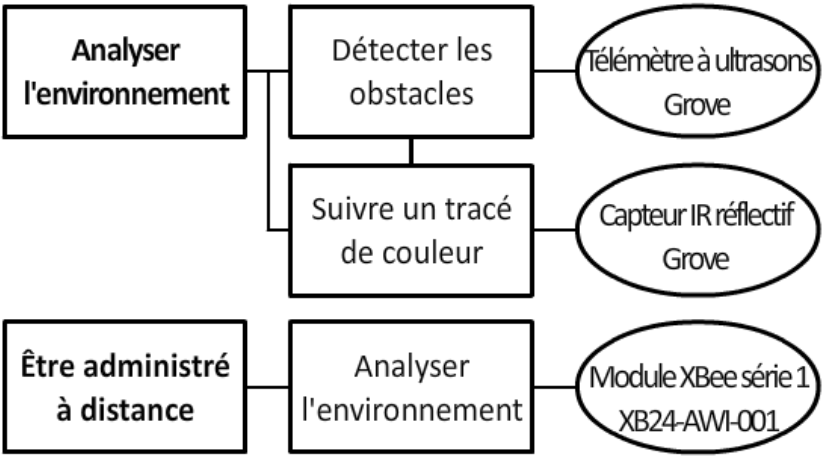 Analyser
l'environnement
Détecter les
obstacles
Télémètre à ultrasons
Grove
Suivre un tracé
de couleur
Capteur IR réflectif
Grove
Être administré
à distance
Analyser
l'environnement
Module XBee série 1
XB24-AWI-001